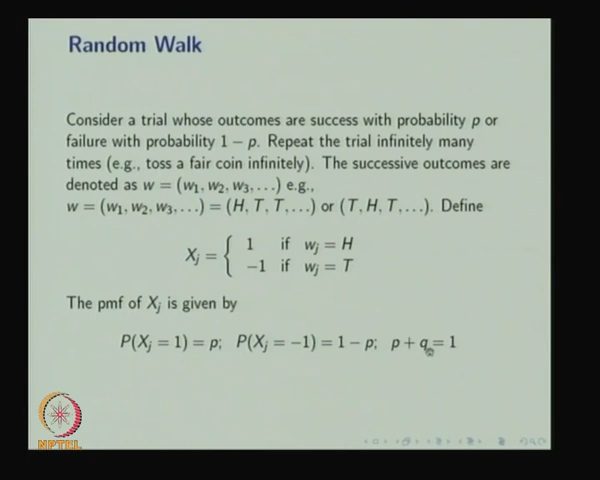 Random Walk
Consider a trial whose outcomes are success with probability p or
failure with probability 1 − p. Repeat the trial infinitely many
times (e.g., toss a fair coin infinitely). The successive outcomes are
denoted as w = (w₁, w₂, w₃, . . .) e.g.,
w = (w₁, w₂, w₃, . . .) = (H, T, T, . . .) or (T, H, T, . . .). Define
Xⱼ = { 1 if wⱼ = H
−1 if wⱼ = T
The pmf of Xⱼ is given by
P(Xⱼ = 1) = p; P(Xⱼ = −1) = 1 − p; p + q = 1
NPTEL